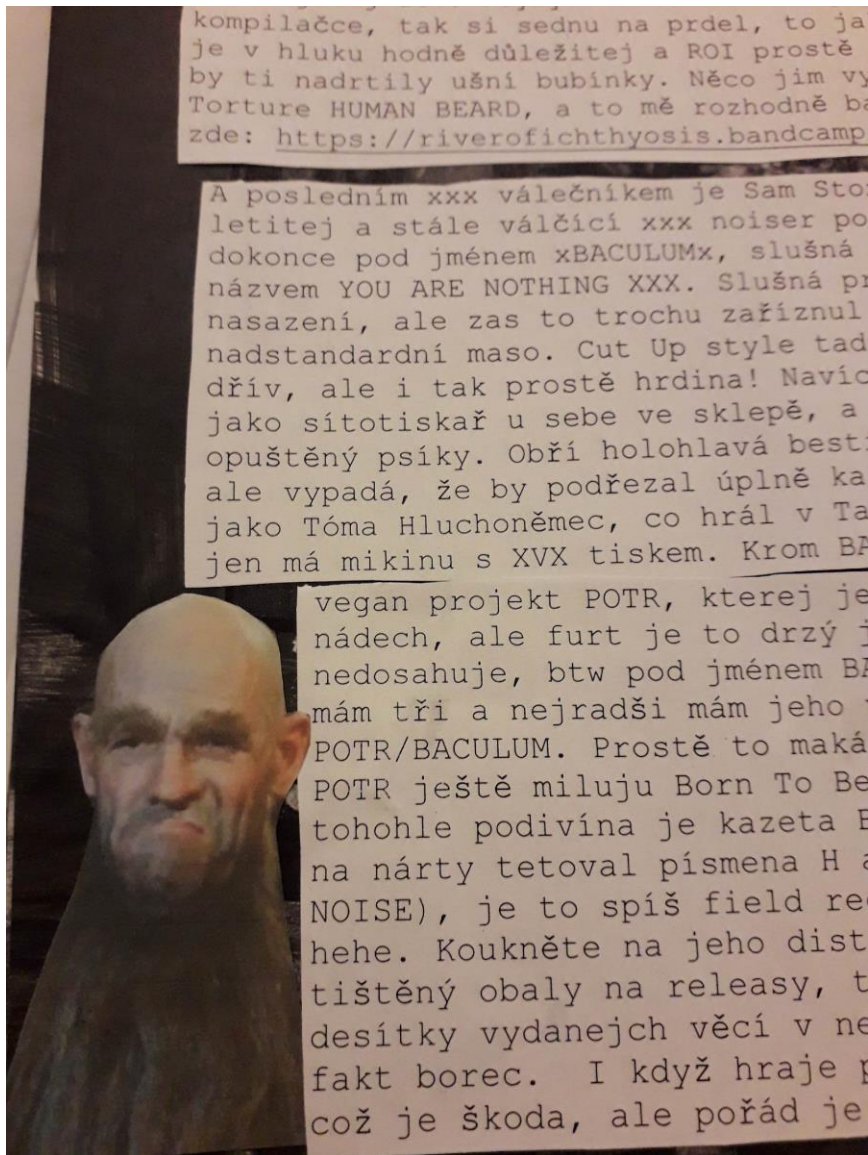 kompilačce, tak si sednu na prdel, to ja
je v hluku hodně důležitej a ROI prostě
by ti nadrtily ušní bubínky. Něco jim vy
Torture HUMAN BEARD, a to mě rozhodně ba
zde: https://riverofichthyosis.bandcamp
A posledním xxx válečníkem je Sam Sto
letitej a stále válčící xxx noiser po
dokonce pod jménem xBACULUMx, slušná
názvem YOU ARE NOTHING XXX. Slušná pr
nasazení, ale zas to trochu zaříznul
nadstandardní maso. Cut Up style tad
dřív, ale i tak prostě hrdina! Navíc
jako sítotiskař u sebe ve sklepě, a
opuštěný psíky. Obří holohlavá besti
ale vypadá, že by podřezal úplně ka
jako Tóma Hluchoněmec, co hrál v Ta
jen má mikinu s XVX tiskem. Krom BA
vegan projekt POTR, kterej je
nádech, ale furt je to drzý j
nedosahuje, btw pod jménem BA
mám tři a nejradši mám jeho
POTR/BACULUM. Prostě to maká
POTR ještě miluju Born To Be
tohohle podivína je kazeta
na nárty tetoval písmena H a
NOISE), je to spíš field re
hehe. Koukněte na jeho dist
tištěný obaly na releasy, t
desítky vydanejch věcí v ne
fakt borec. I když hraje p
což je škoda, ale pořád je